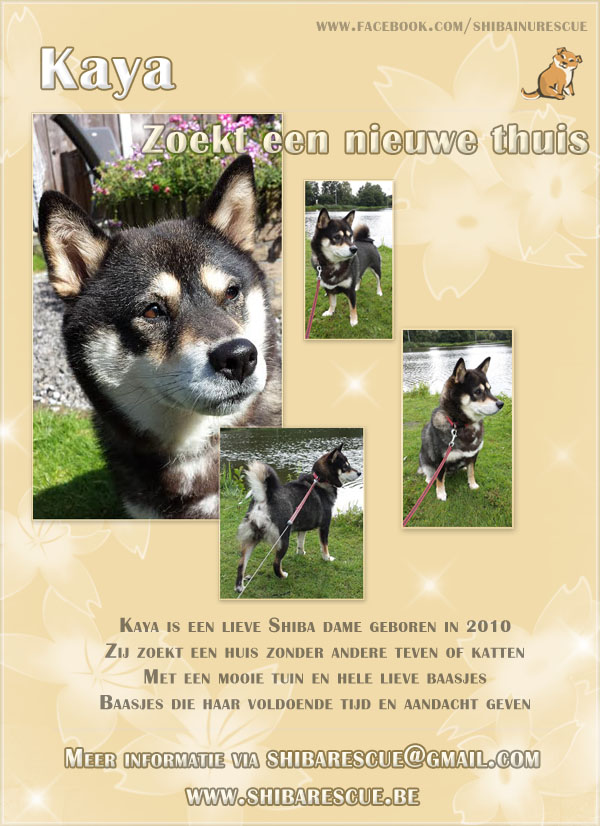 www.facebook.com/shibainurescue
Kaya
Zoekt een nieuwe thuis
Kaya is een lieve Shiba dame geboren in 2010
Zij zoekt een huis zonder andere teven of katten
Met een mooie tuin en hele lieve baasjes
Baasjes die haar voldoende tijd en aandacht geven
Meer informatie via shibarescue@gmail.com
www.shibarescue.be